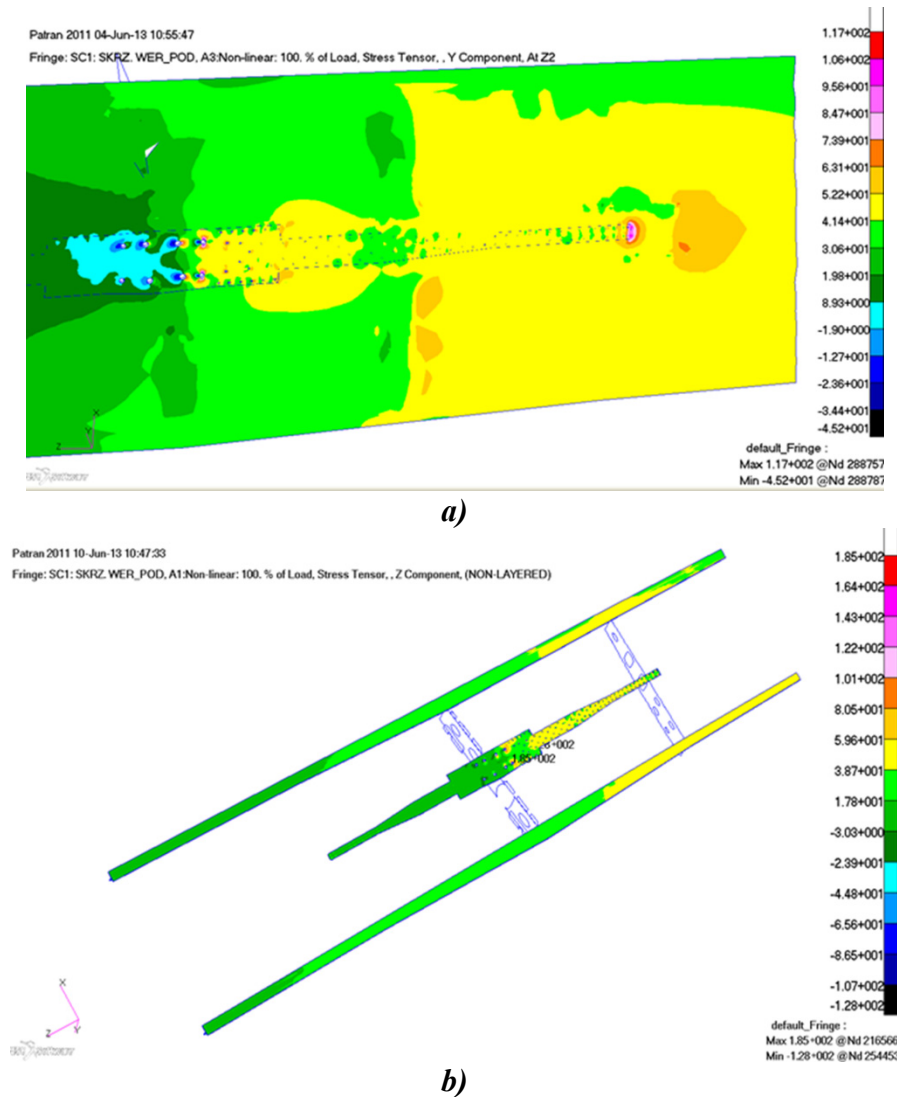 Patran 2011 04-Jun-13 10:55:47
Fringe: SC1: SKRZ. WER_POD, A3:Non-linear: 100. % of Load, Stress Tensor, , Y Component, At Z2
1.17+002
1.06+002
9.56+001
8.47+001
7.39+001
6.31+001
5.22+001
4.14+001
3.06+001
1.98+001
8.93+000
-1.90+000
-1.27+001
-2.36+001
-3.44+001
-4.52+001
X
Y
Z
default_Fringe :
Max 1.17+002 @Nd 288757
Min -4.52+001 @Nd 288787
a)
Patran 2011 10-Jun-13 10:47:33
Fringe: SC1: SKRZ. WER_POD, A1:Non-linear: 100. % of Load, Stress Tensor, , Z Component, (NON-LAYERED)
1.85+002
1.64+002
1.43+002
1.22+002
1.01+002
8.05+001
5.96+001
3.87+001
1.78+001
-3.03+000
-2.39+001
-4.48+001
-6.56+001
-8.65+001
-1.07+002
-1.28+002
1.85+002
X
Z
Y
default_Fringe :
Max 1.85+002 @Nd 216566
Min -1.28+002 @Nd 254453
b)